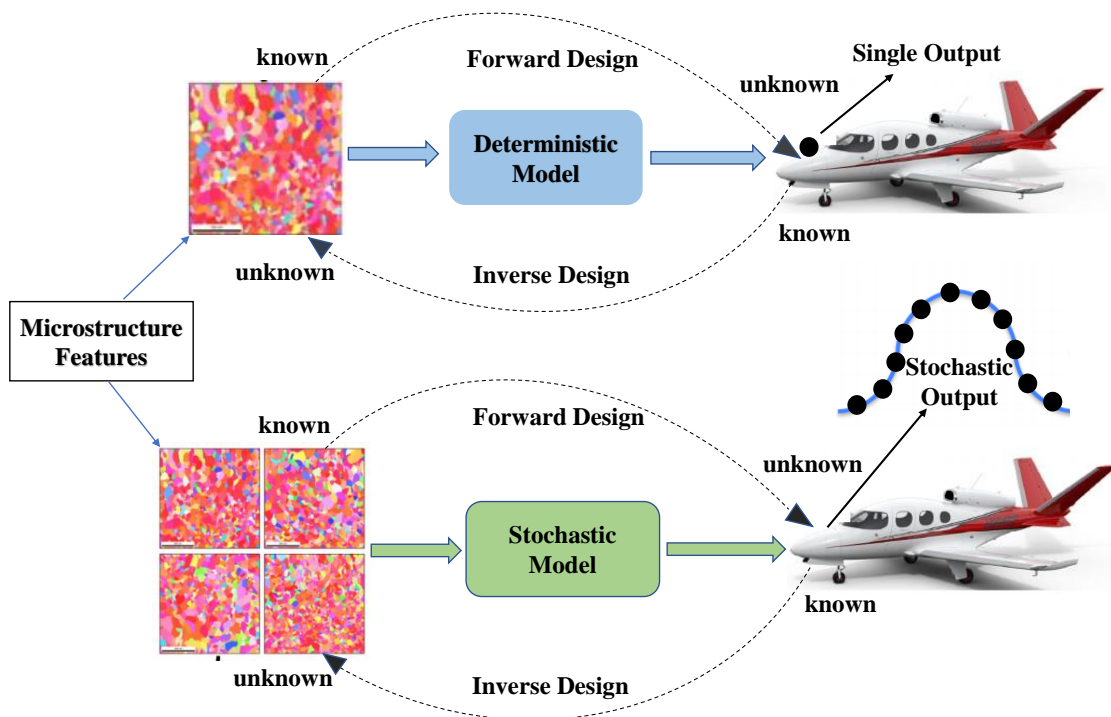 known
Forward Design
Single Output
unknown
Deterministic
Model
known
unknown
Inverse Design
Microstructure
Features
Stochastic
Output
known
Forward Design
unknown
Stochastic
Model
known
unknown
Inverse Design